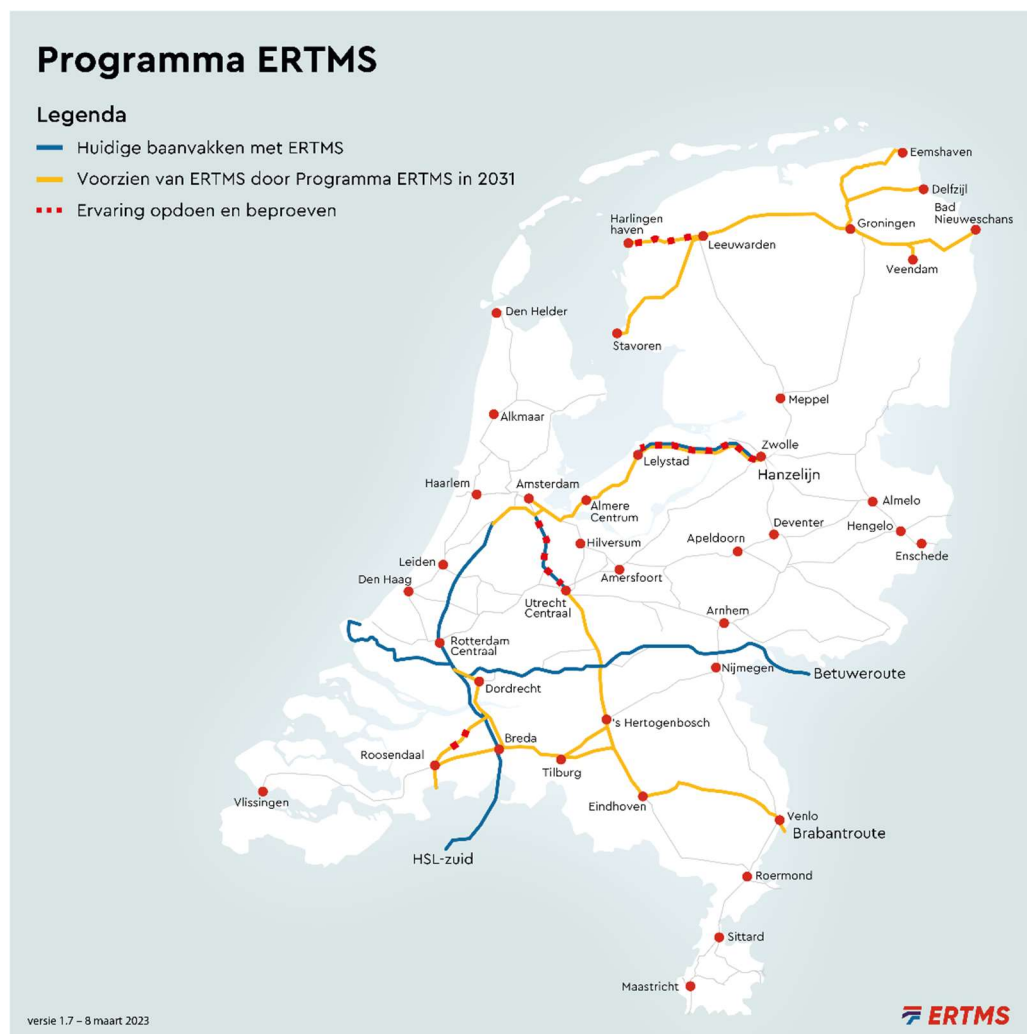 Programma ERTMS
Legenda
Huidige baanvakken met ERTMS
Voorzien van ERTMS door Programma ERTMS in 2031
Ervaring opdoen en beproeven
Eemshaven
Delfzijl
Bad
Nieuweschans
Harlingen
haven
Groningen
Leeuwarden
Veendam
Den Helder
Stavoren
Meppel
Alkmaar
Zwolle
Lelystad
Hanzelijn
Haarlem
Amsterdam
Almere
Centrum
Almelo
Deventer
Hengelo
Apeldoorn
Hilversum
Enschede
Leiden
Amersfoort
Den Haag
Utrecht
Centraal
Arnhem
Rotterdam
Centraal
Nijmegen
Betuweroute
Dordrecht
's Hertogenbosch
Breda
Roosendaal
Tilburg
Vlissingen
Eindhoven
Venlo
Brabantroute
HSL-zuid
Roermond
Sittard
Maastricht
versie 1.7 – 8 maart 2023
ERTMS